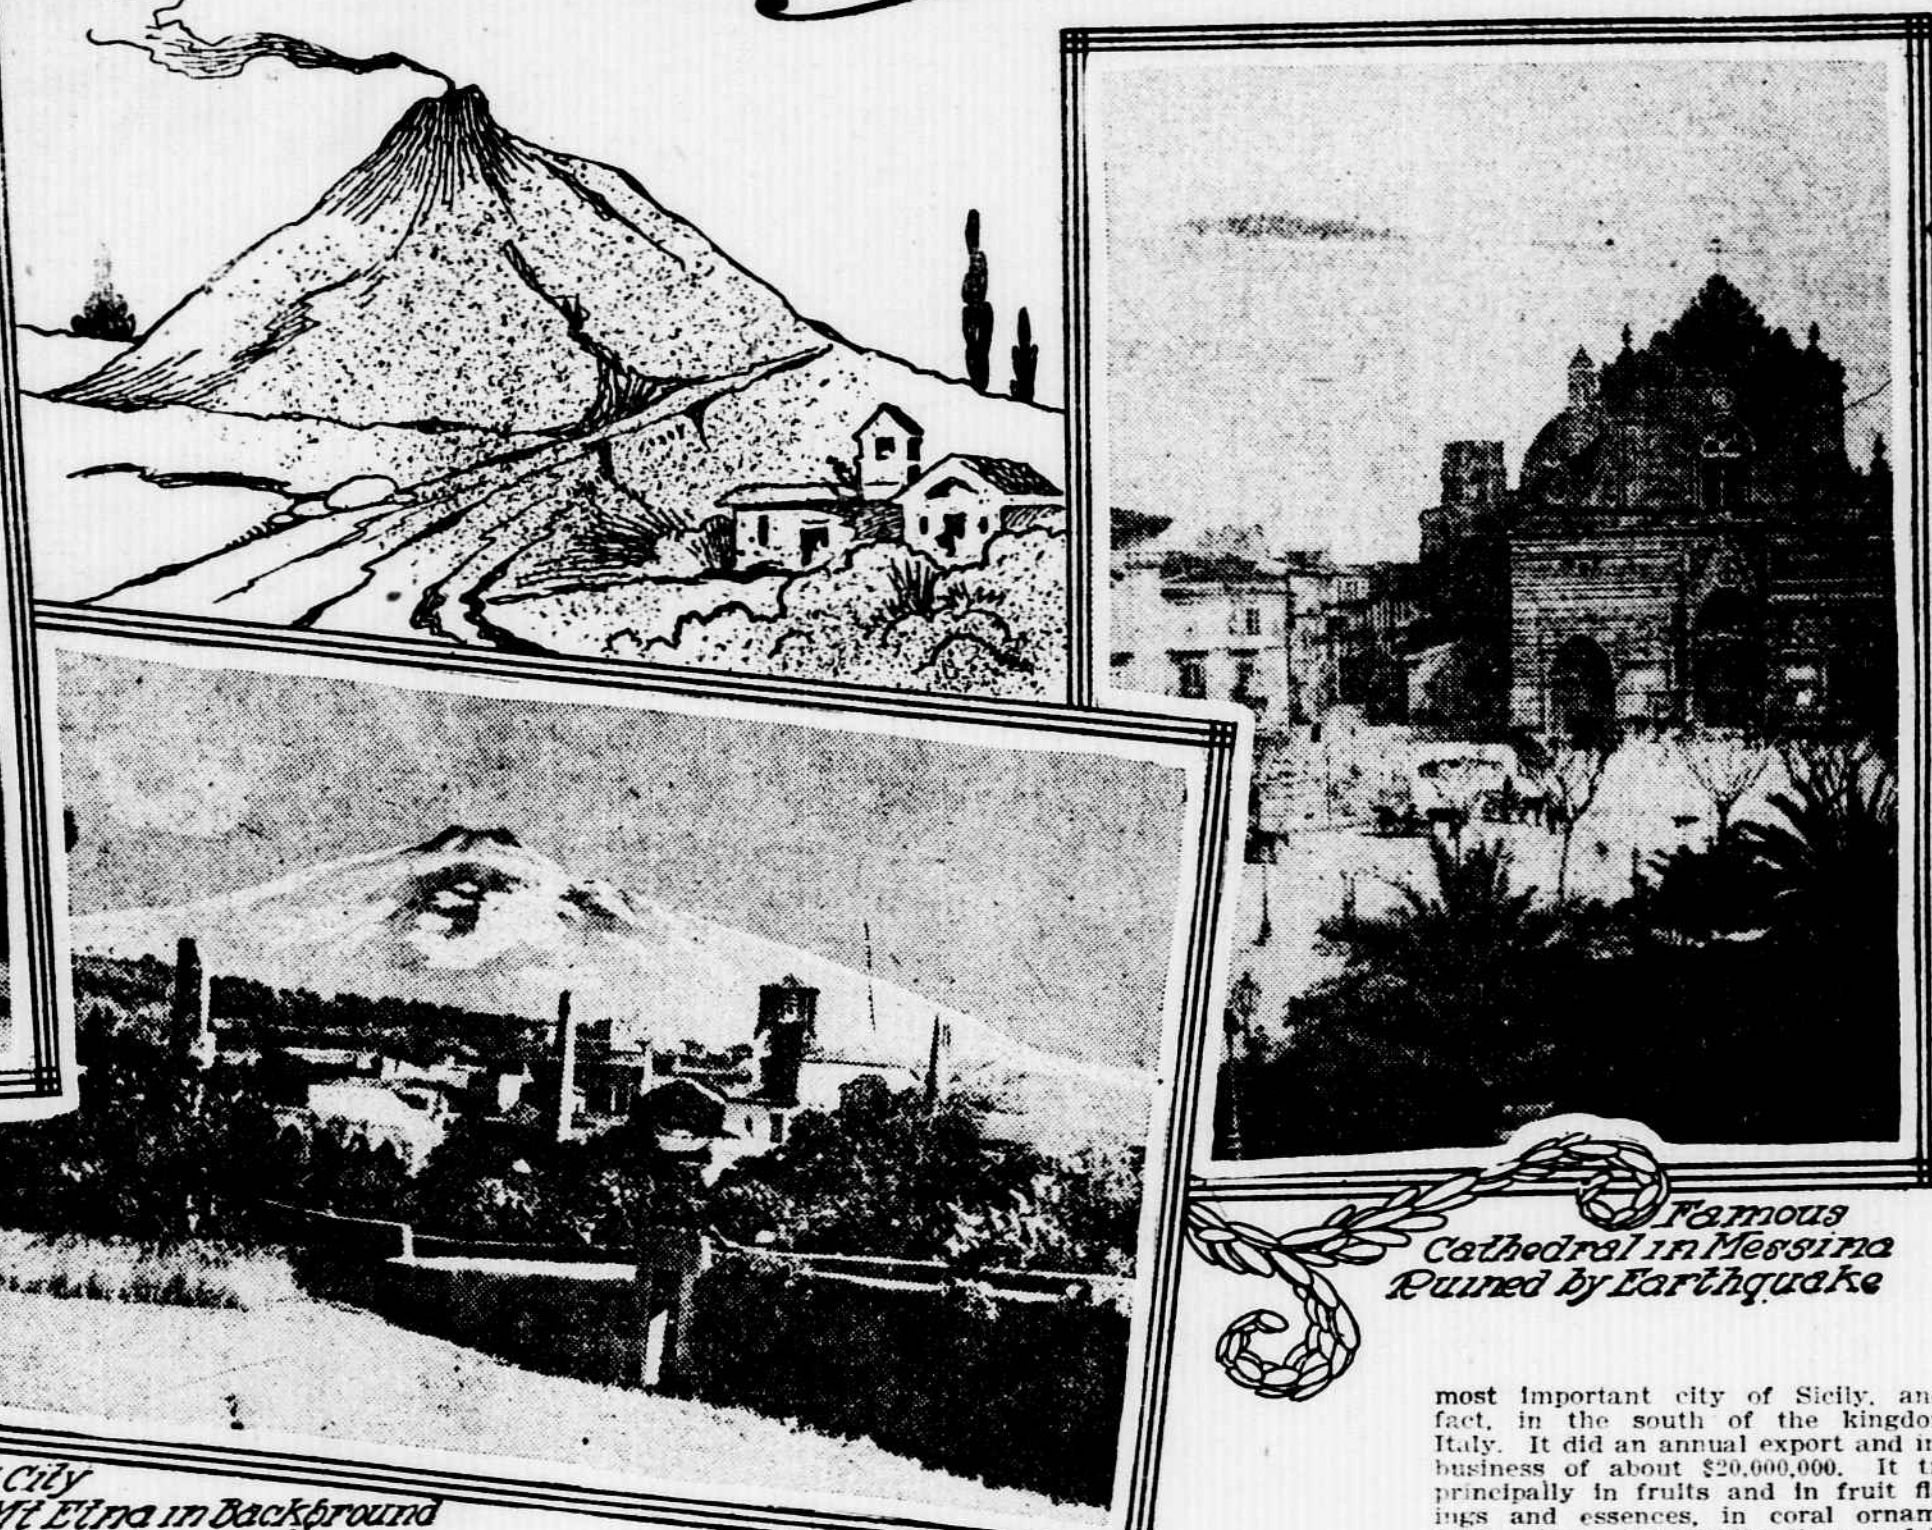 Famous
Cathedral in Messina
Ruined by Earthquake
City
Mt Etna in Background
most important city of Sicily, an
fact, in the south of the kingdo
Italy. It did an annual export and i
business of about $20,000,000. It t
principally in fruits and in fruit fl
ings and essences, in coral ornam